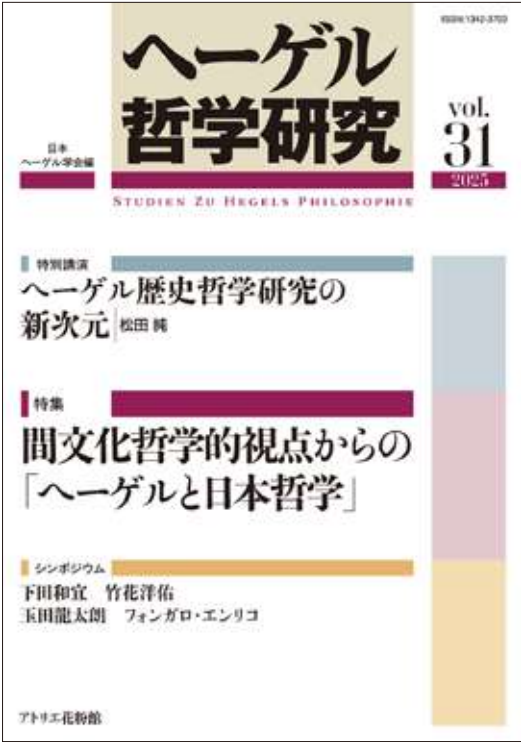 ISSN:1342-3703
ヘーゲル
哲学研究
日本
ヘーゲル学会編
vol.
31
2025
STUDIEN ZU HEGELS PHILOSOPHIE
特別講演
ヘーゲル歴史哲学研究の
新次元 松田 純
特集
間文化哲学的視点からの
「ヘーゲルと日本哲学」
シンポジウム
下田和宣 竹花洋佑
玉田龍太朗 フォンガロ・エンリコ
アトリエ花粉館